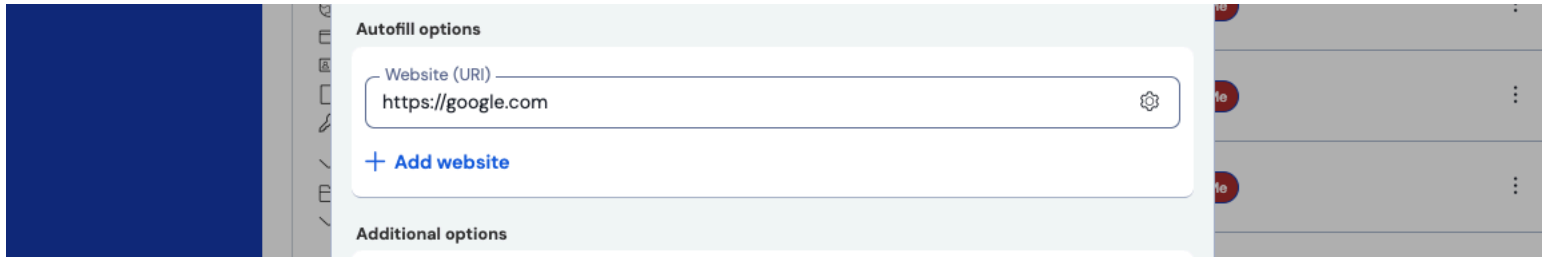 Autofill options
Website (URI)
https://google.com
+ Add website
Additional options